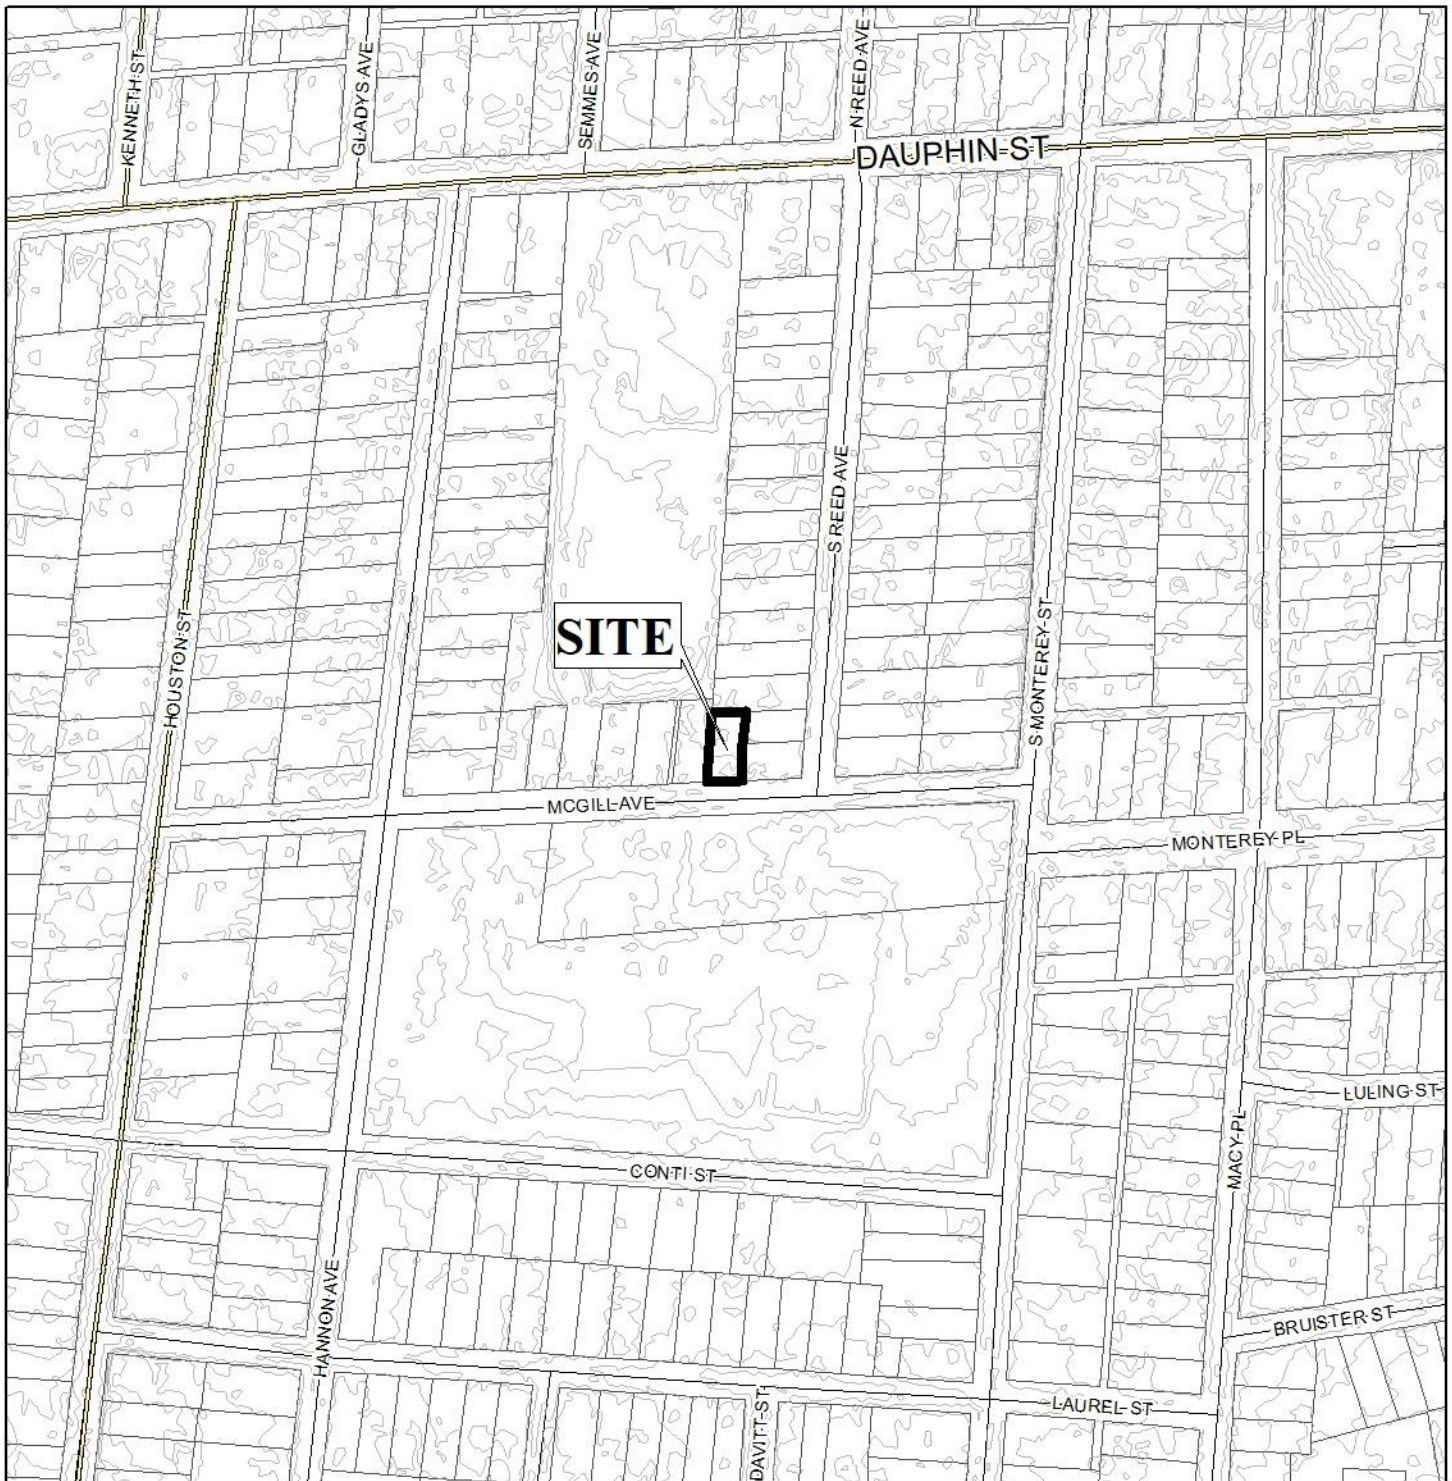 KENNETH ST
GLADYS AVE
SEMMES AVE
N REED AVE
DAUPHIN ST
S REED AVE
SITE
HOUSTON ST
S MONTEREY ST
MCGILL AVE
MONTEREY PL
LULING ST
MACY PL
CONTI ST
HANNON AVE
BRUISTER ST
LAUREL ST
DAVITT ST